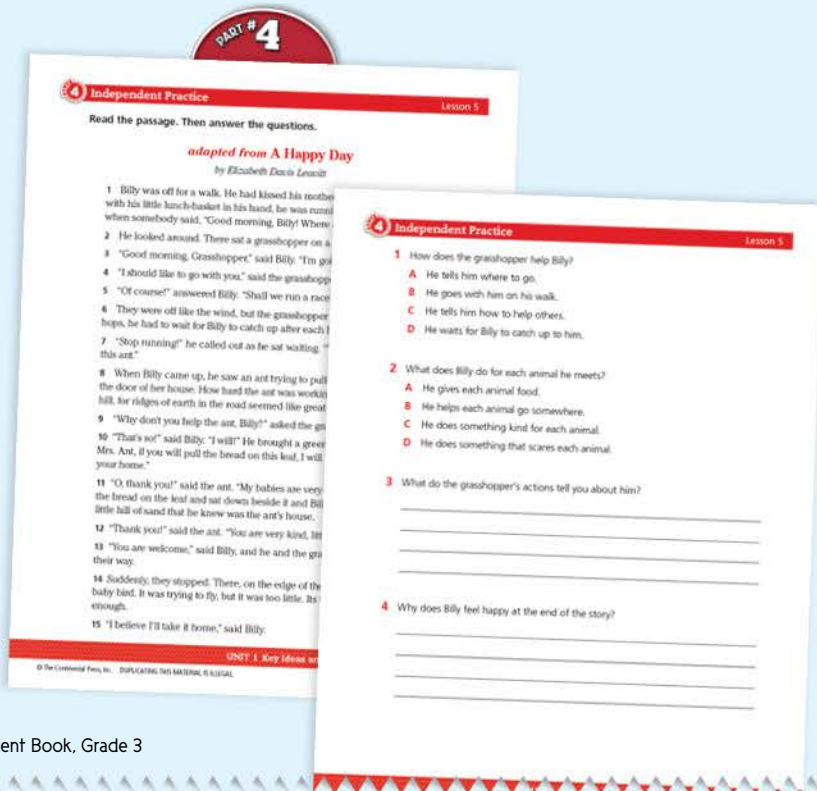 PART # 4
4 Independent Practice
Lesson 5
Read the passage. Then answer the questions.
adapted from A Happy Day
by Elizabeth Davis Leavitt
1 Billy was off for a walk. He had kissed his mothe
with his little lunch-basket in his hand, he was runni
when somebody said, "Good morning, Billy! Where
2 He looked around. There sat a grasshopper on a
3 "Good morning, Grasshopper," said Billy. "I'm go
4 "I should like to go with you," said the grasshopp
5 "Of course!" answered Billy. "Shall we run a race
6 They were off like the wind, but the grasshopper
hops, he had to wait for Billy to catch up after each
7 "Stop running!" he called out as he sat waiting. "
this ant."
8 When Billy came up, he saw an ant trying to pull
the door of her house. How hard the ant was workin
hill, for ridges of earth in the road seemed like great
9 "Why don't you help the ant, Billy?" asked the gra
10 "That's so!" said Billy. "I will!" He brought a green
Mrs. Ant, if you will pull the bread on this leaf, I will
your home."
11 "O, thank you!" said the ant. "My babies are very
the bread on the leaf and sat down beside it and Bil
little hill of sand that he knew was the ant's house.
12 "Thank you!" said the ant. "You are very kind, litt
13 "You are welcome," said Billy, and he and the gra
their way.
14 Suddenly, they stopped. There, on the edge of the
baby bird. It was trying to fly, but it was too little. Its
enough.
15 "I believe I'll take it home," said Billy.
UNIT 1 Key Ideas an
© The Continental Press, Inc. DUPLICATING THIS MATERIAL IS ILLEGAL.
4 Independent Practice
Lesson 5
1 How does the grasshopper help Billy?
A He tells him where to go.
B He goes with him on his walk.
C He tells him how to help others.
D He waits for Billy to catch up to him.
2 What does Billy do for each animal he meets?
A He gives each animal food.
B He helps each animal go somewhere.
C He does something kind for each animal.
D He does something that scares each animal.
3 What do the grasshopper's actions tell you about him?
4 Why does Billy feel happy at the end of the story?
ent Book, Grade 3